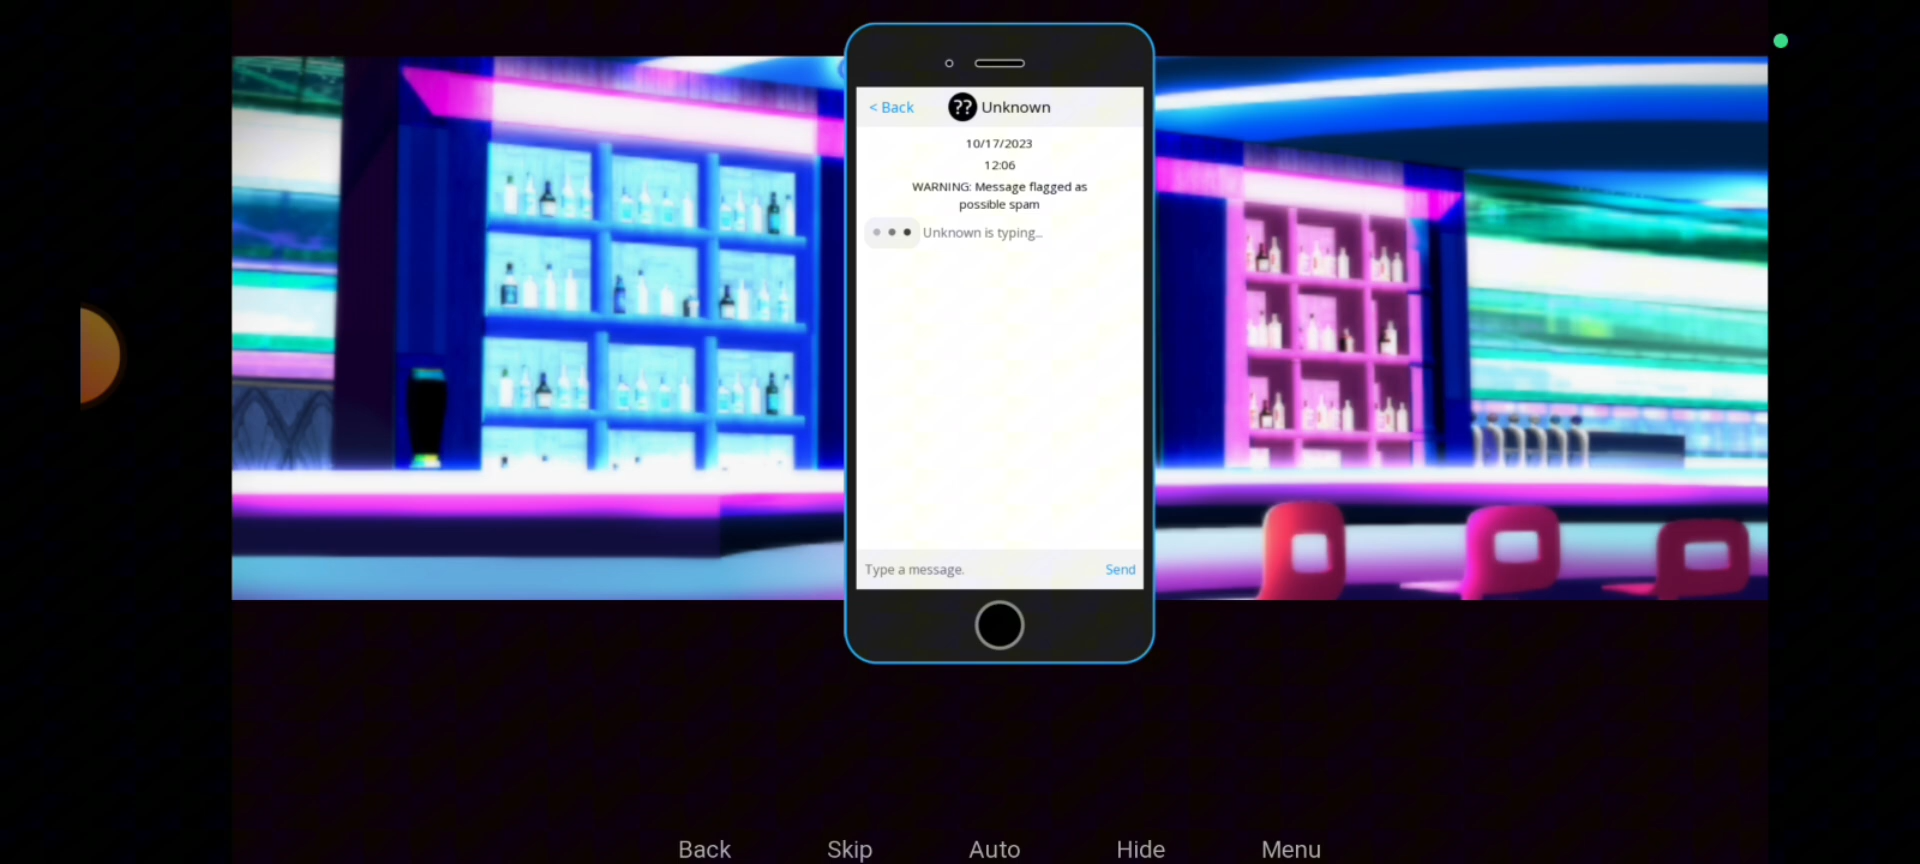 < Back ?? Unknown
10/17/2023
12:06
WARNING: Message flagged as
possible spam
Unknown is typing...
Type a message. Send
Back Skip Auto Hide Menu